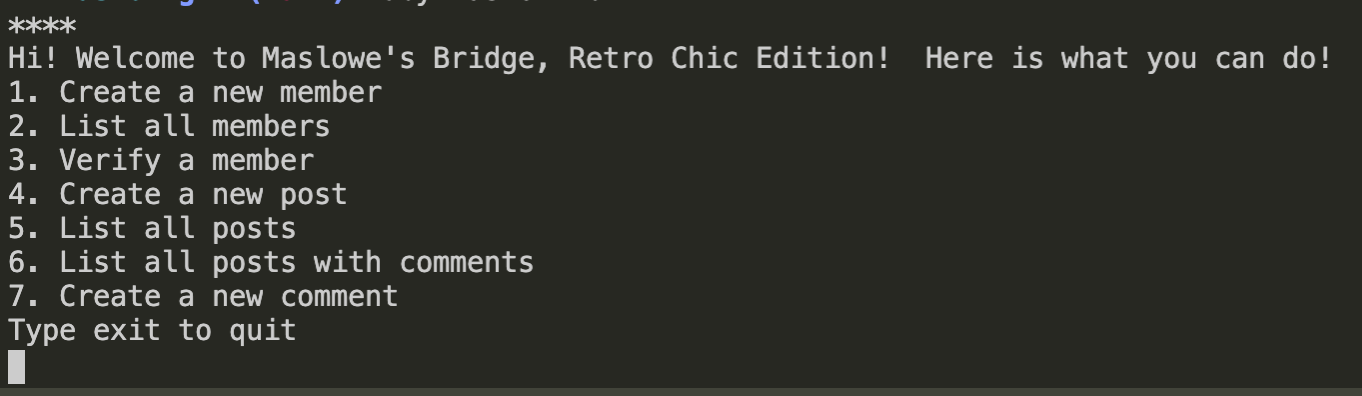 ****
Hi! Welcome to Maslowe's Bridge, Retro Chic Edition!  Here is what you can do!
1. Create a new member
2. List all members
3. Verify a member
4. Create a new post
5. List all posts
6. List all posts with comments
7. Create a new comment
Type exit to quit